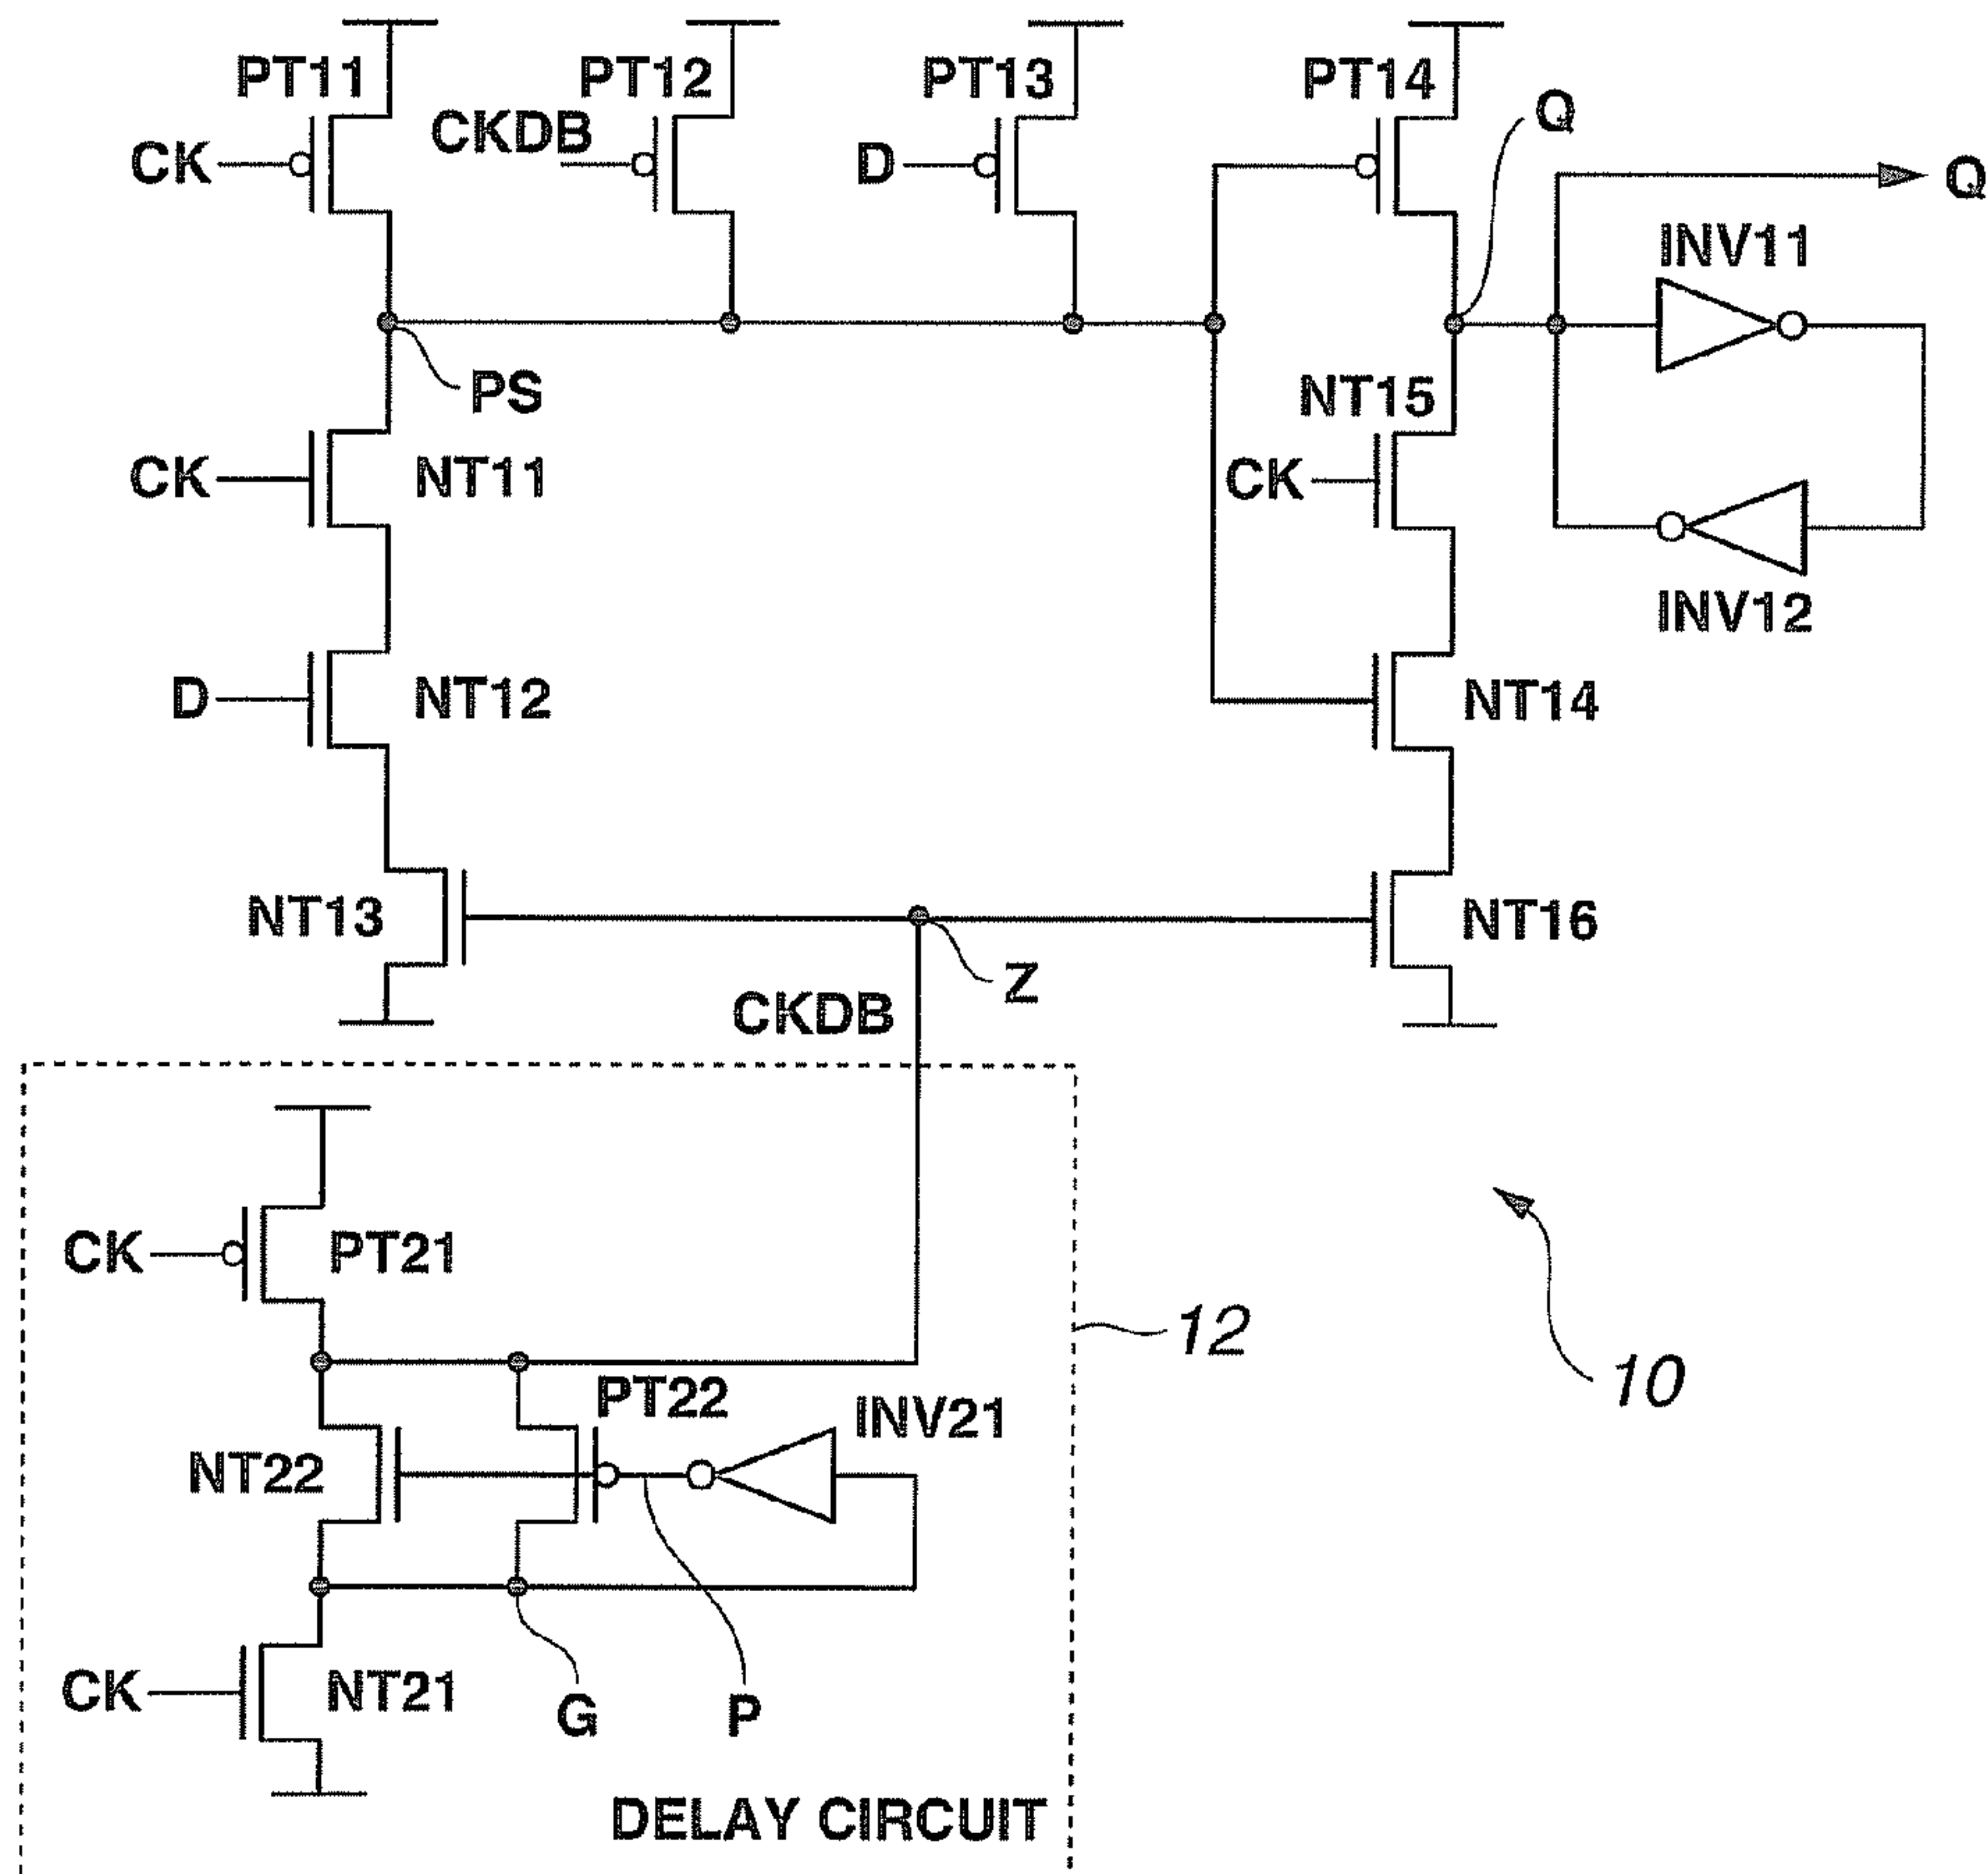 PT11
PT12
PT13
PT14
CK
CKDB
D
Q
Q
INV11
PS
NT15
CK
NT11
CK
INV12
D
NT12
NT14
NT13
NT16
Z
CKDB
CK
PT21
12
10
PT22
INV21
NT22
CK
NT21
G
P
DELAY CIRCUIT